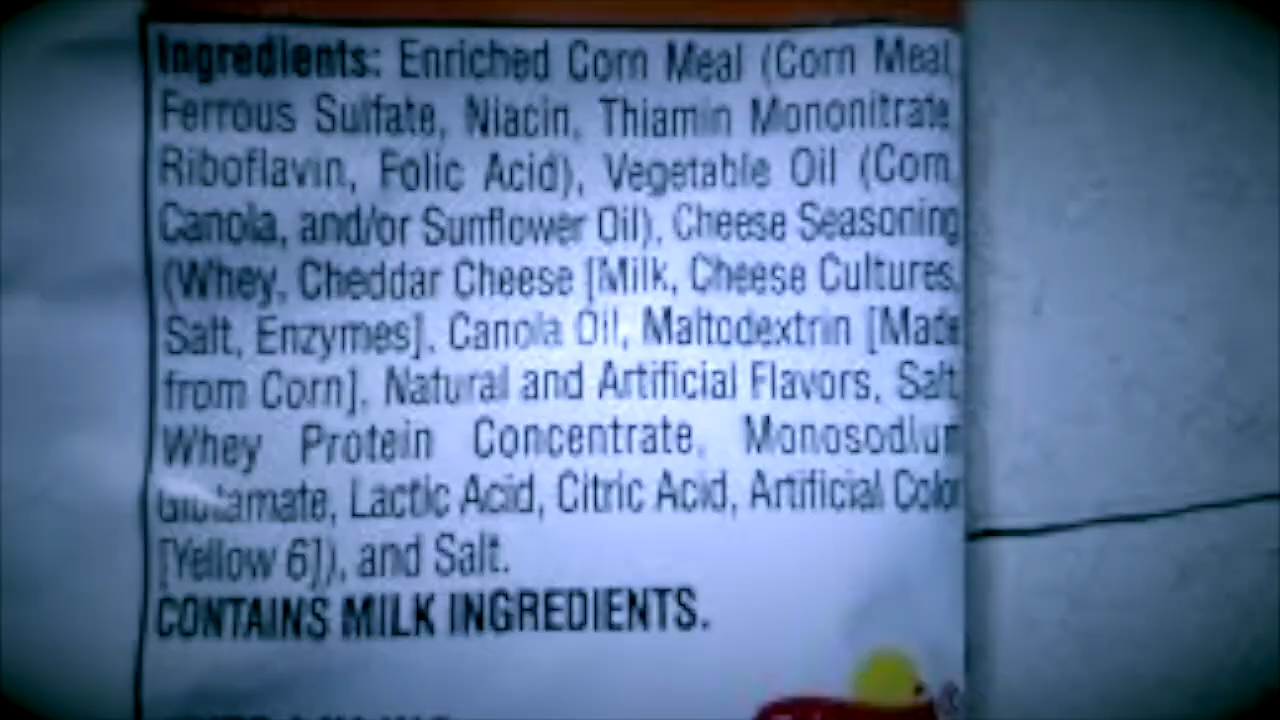 Ingredients: Enriched Corn Meal (Corn Meal,
Ferrous Sulfate, Niacin, Thiamin Mononitrate,
Riboflavin, Folic Acid), Vegetable Oil (Corn,
Canola, and/or Sunflower Oil), Cheese Seasoning
(Whey, Cheddar Cheese [Milk, Cheese Cultures,
Salt, Enzymes], Canola Oil, Maltodextrin [Made
from Corn], Natural and Artificial Flavors, Salt,
Whey Protein Concentrate, Monosodium
Glutamate, Lactic Acid, Citric Acid, Artificial Color
[Yellow 6]), and Salt.
CONTAINS MILK INGREDIENTS.